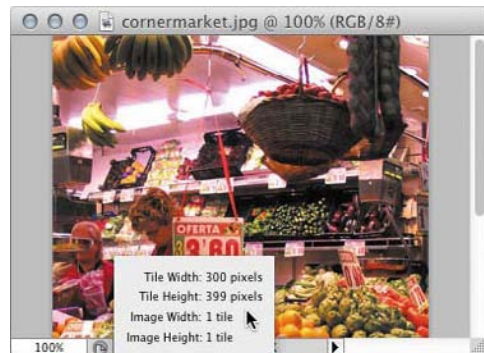 cornermarket.jpg @ 100% (RGB/8#)
OFERTA
3 9'80
Tile Width: 300 pixels
Tile Height: 399 pixels
Image Width: 1 tile
Image Height: 1 tile
100%